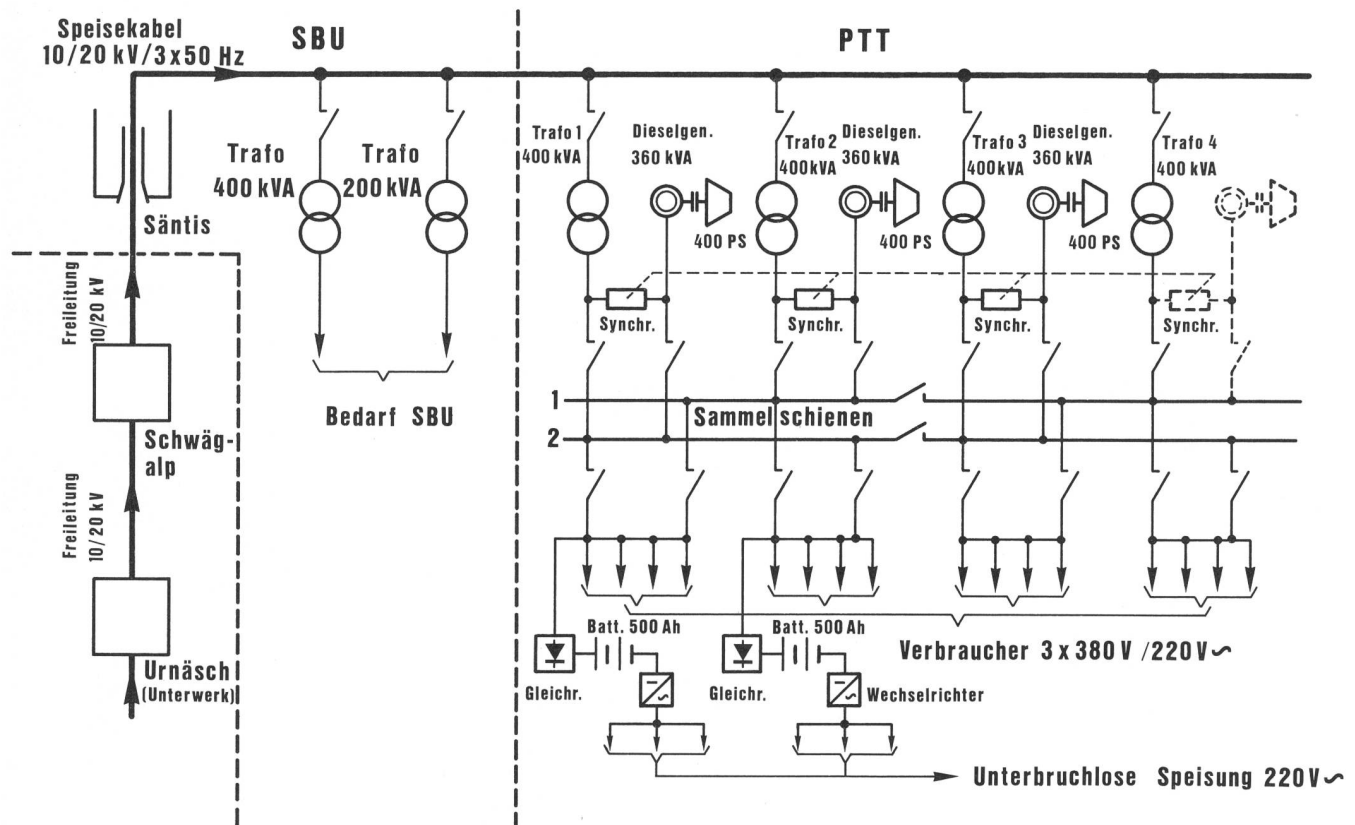 Speisekabel
10/20 kV/3x50 Hz
SBU
PTT
Trafo
400 kVA
Trafo
200 kVA
Trafo 1
400 kVA
Dieselgen.
360 kVA
Trafo 2
400 kVA
Dieselgen.
360 kVA
Trafo 3
400 kVA
Dieselgen.
360 kVA
Trafo 4
400 kVA
400 PS
400 PS
400 PS
Säntis
Freileitung
10/20 kV
Synchr.
Synchr.
Synchr.
Synchr.
Bedarf SBU
1
Sammelschienen
2
Schwäg-
alp
Freileitung
10/20 kV
Urnäsch
(Unterwerk)
Batt. 500 Ah
Batt. 500 Ah
Verbraucher 3 x 380 V / 220 V ~
Gleichr.
Gleichr.
Wechselrichter
Unterbruchlose Speisung 220 V ~